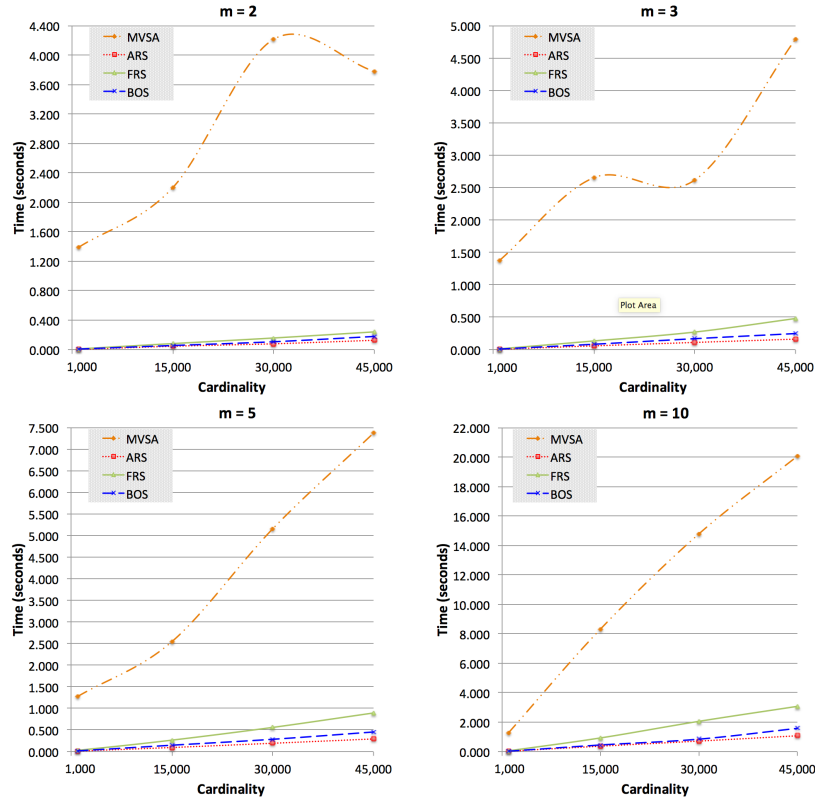 m = 2
4.400
4.000
3.600
3.200
2.800
2.400
2.000
1.600
1.200
0.800
0.400
0.000
Time (seconds)
MVSA
ARS
FRS
BOS
1,000 15,000 30,000 45,000
Cardinality
m = 3
5.000
4.500
4.000
3.500
3.000
2.500
2.000
1.500
1.000
0.500
0.000
Time (seconds)
MVSA
ARS
FRS
BOS
Plot Area
1,000 15,000 30,000 45,000
Cardinality
m = 5
7.500
7.000
6.500
6.000
5.500
5.000
4.500
4.000
3.500
3.000
2.500
2.000
1.500
1.000
0.500
0.000
Time (seconds)
MVSA
ARS
FRS
BOS
1,000 15,000 30,000 45,000
Cardinality
m = 10
22.000
20.000
18.000
16.000
14.000
12.000
10.000
8.000
6.000
4.000
2.000
0.000
Time (seconds)
MVSA
ARS
FRS
BOS
1,000 15,000 30,000 45,000
Cardinality